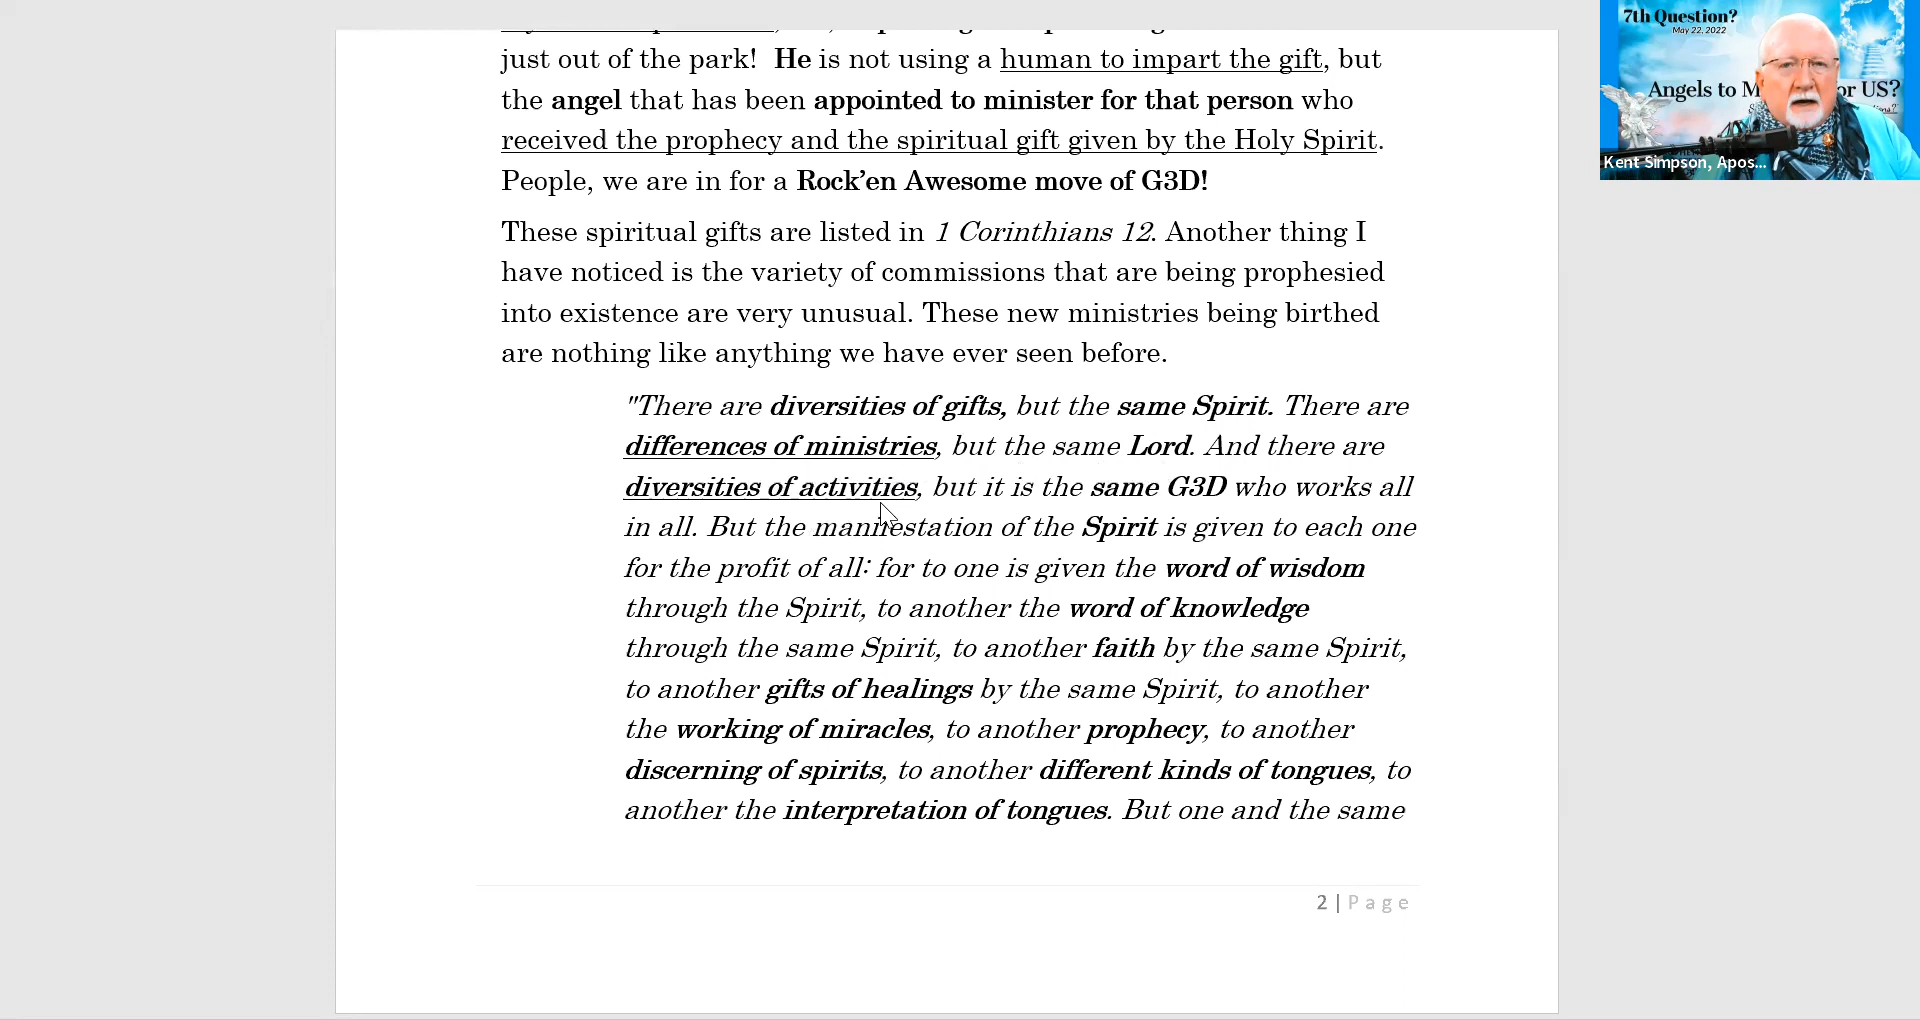 just out of the park! He is not using a human to impart the gift, but
the angel that has been appointed to minister for that person who
received the prophecy and the spiritual gift given by the Holy Spirit.
People, we are in for a Rock’en Awesome move of G3D!
These spiritual gifts are listed in 1 Corinthians 12. Another thing I
have noticed is the variety of commissions that are being prophesied
into existence are very unusual. These new ministries being birthed
are nothing like anything we have ever seen before.
"There are diversities of gifts, but the same Spirit. There are
differences of ministries, but the same Lord. And there are
diversities of activities, but it is the same G3D who works all
in all. But the manifestation of the Spirit is given to each one
for the profit of all: for to one is given the word of wisdom
through the Spirit, to another the word of knowledge
through the same Spirit, to another faith by the same Spirit,
to another gifts of healings by the same Spirit, to another
the working of miracles, to another prophecy, to another
discerning of spirits, to another different kinds of tongues, to
another the interpretation of tongues. But one and the same
2 | Page
7th Question?
May 22, 2022
Angels to M or US?
Kent Simpson, Apos...